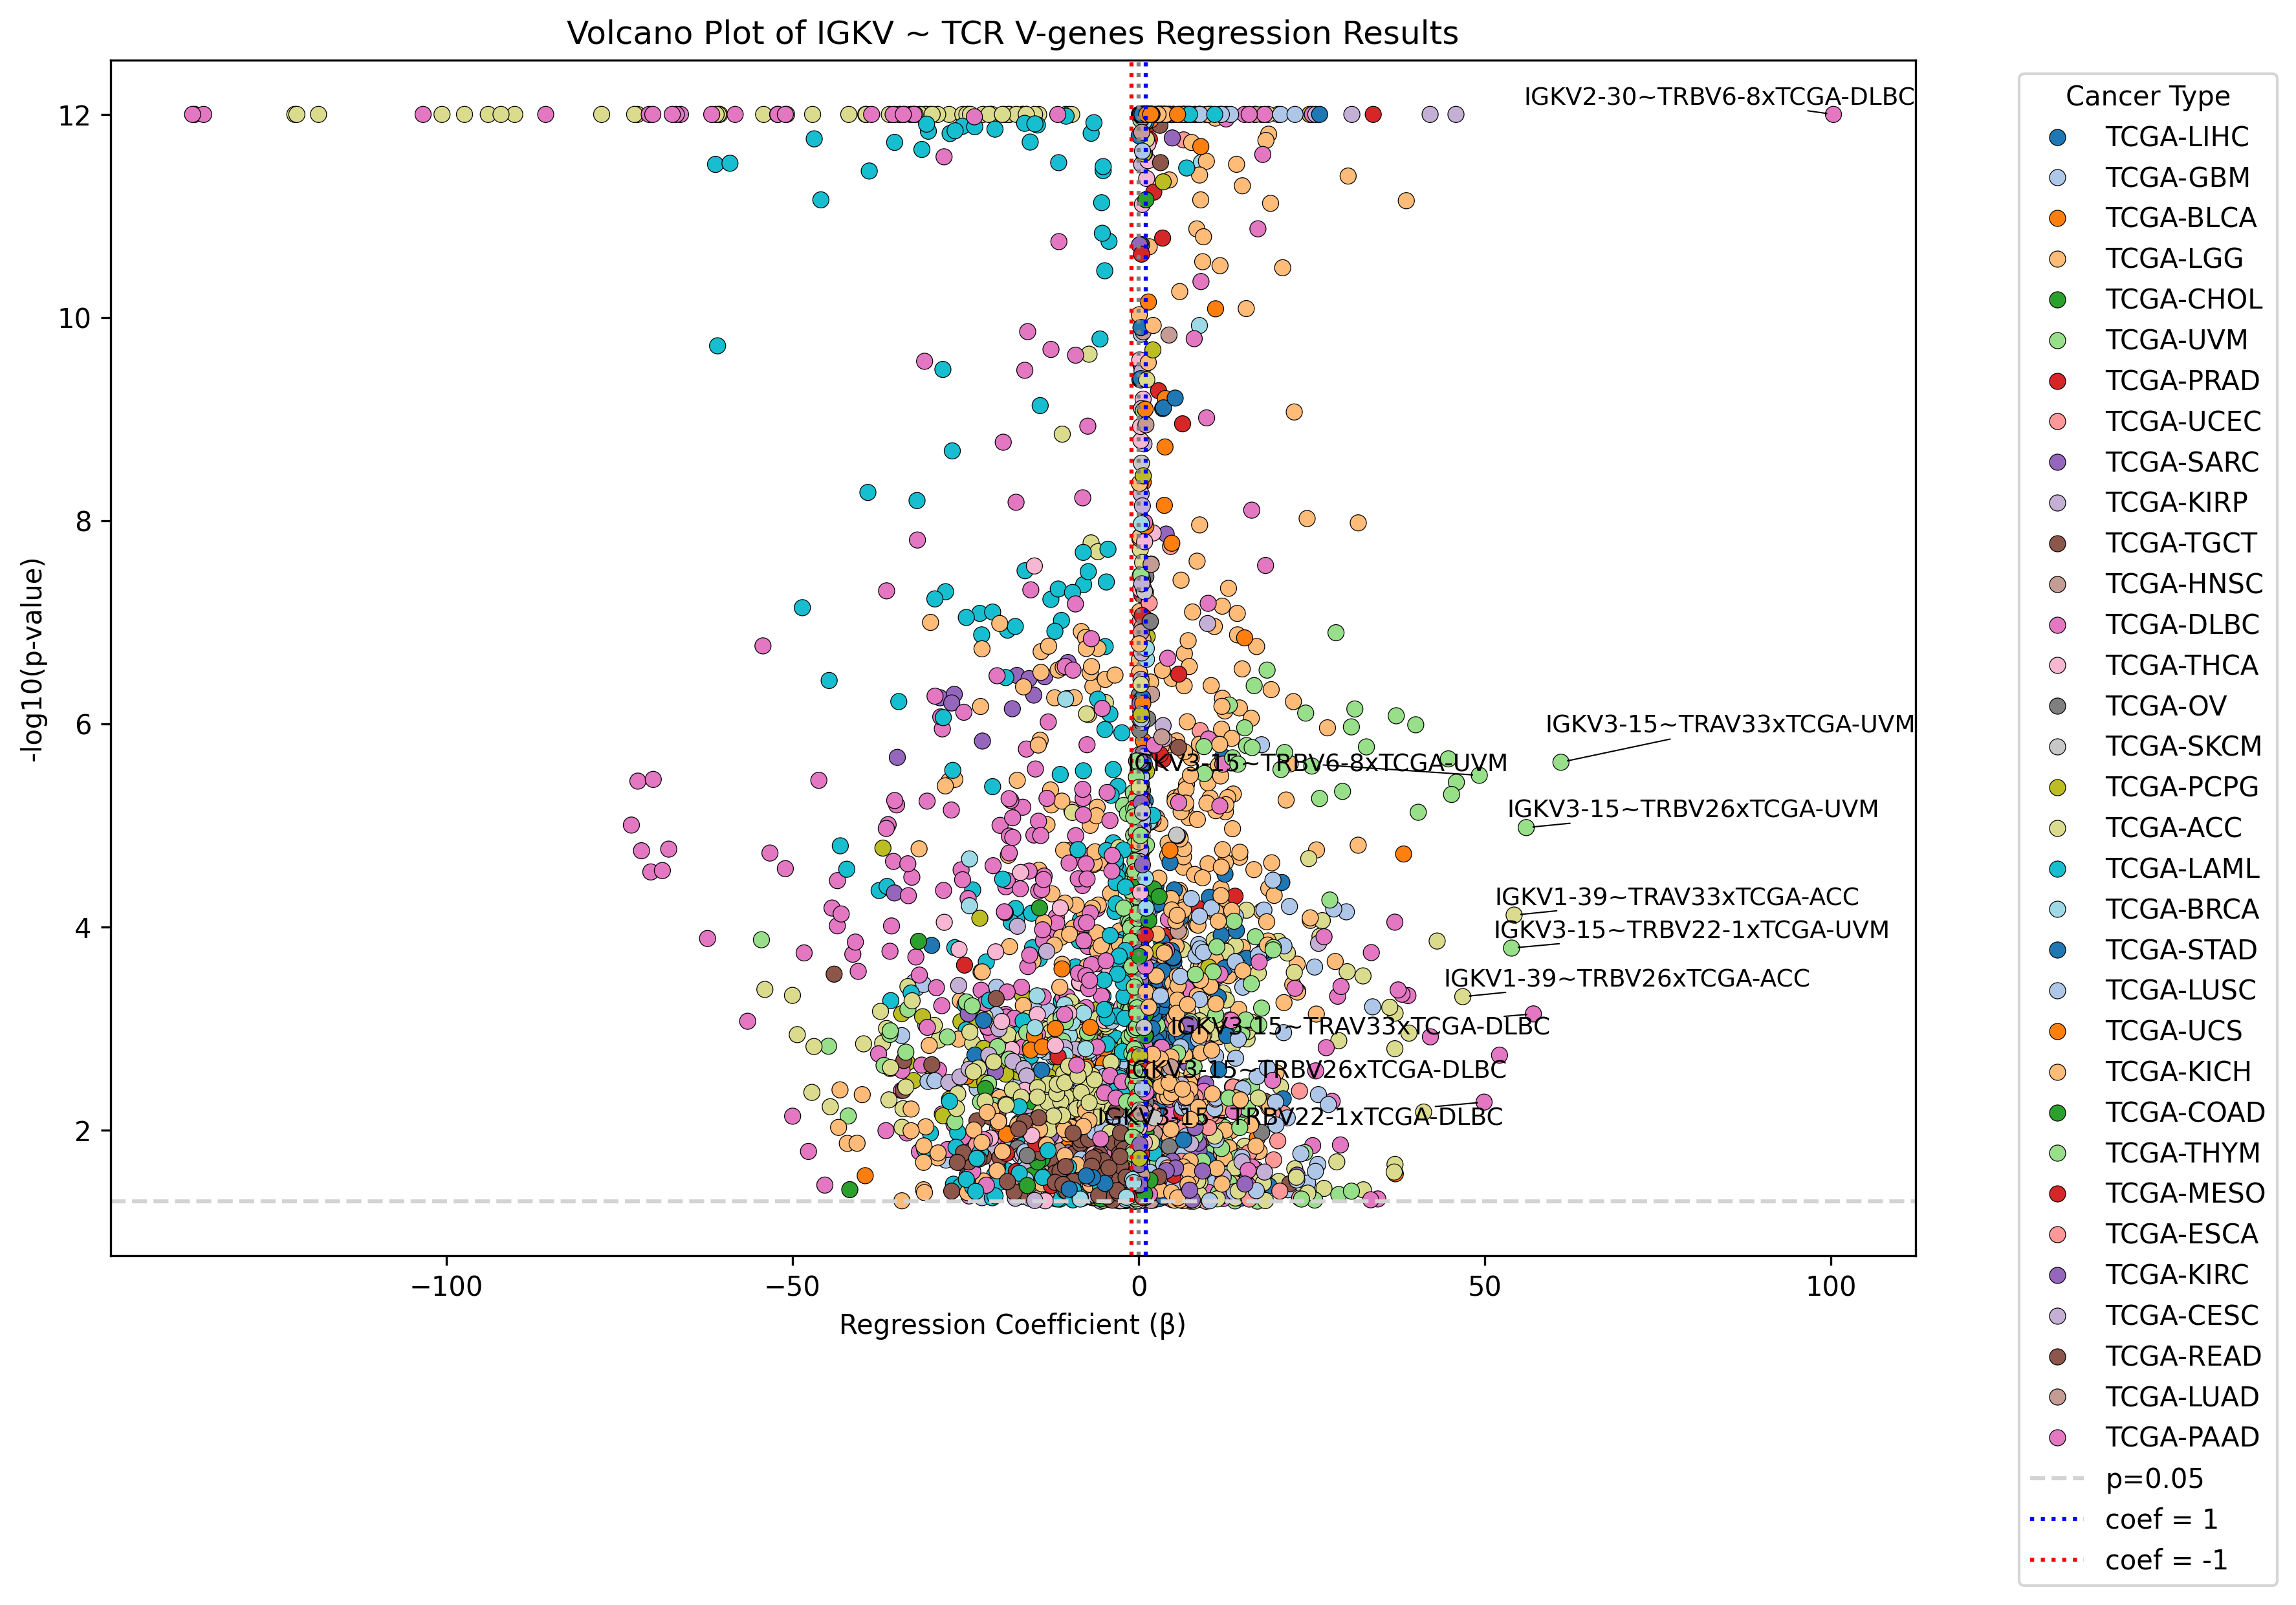 Volcano Plot of IGKV ~ TCR V-genes Regression Results
12
10
8
6
4
2
-log10(p-value)
−100
−50
0
50
100
Regression Coefficient (β)
IGKV2-30~TRBV6-8xTCGA-DLBC
IGKV3-15~TRAV33xTCGA-UVM
IGKV3-15~TRBV6-8xTCGA-UVM
IGKV3-15~TRBV26xTCGA-UVM
IGKV1-39~TRAV33xTCGA-ACC
IGKV3-15~TRBV22-1xTCGA-UVM
IGKV1-39~TRBV26xTCGA-ACC
IGKV3-15~TRAV33xTCGA-DLBC
IGKV3-15~TRBV26xTCGA-DLBC
IGKV3-15~TRBV22-1xTCGA-DLBC
Cancer Type
TCGA-LIHC
TCGA-GBM
TCGA-BLCA
TCGA-LGG
TCGA-CHOL
TCGA-UVM
TCGA-PRAD
TCGA-UCEC
TCGA-SARC
TCGA-KIRP
TCGA-TGCT
TCGA-HNSC
TCGA-DLBC
TCGA-THCA
TCGA-OV
TCGA-SKCM
TCGA-PCPG
TCGA-ACC
TCGA-LAML
TCGA-BRCA
TCGA-STAD
TCGA-LUSC
TCGA-UCS
TCGA-KICH
TCGA-COAD
TCGA-THYM
TCGA-MESO
TCGA-ESCA
TCGA-KIRC
TCGA-CESC
TCGA-READ
TCGA-LUAD
TCGA-PAAD
p=0.05
coef = 1
coef = -1